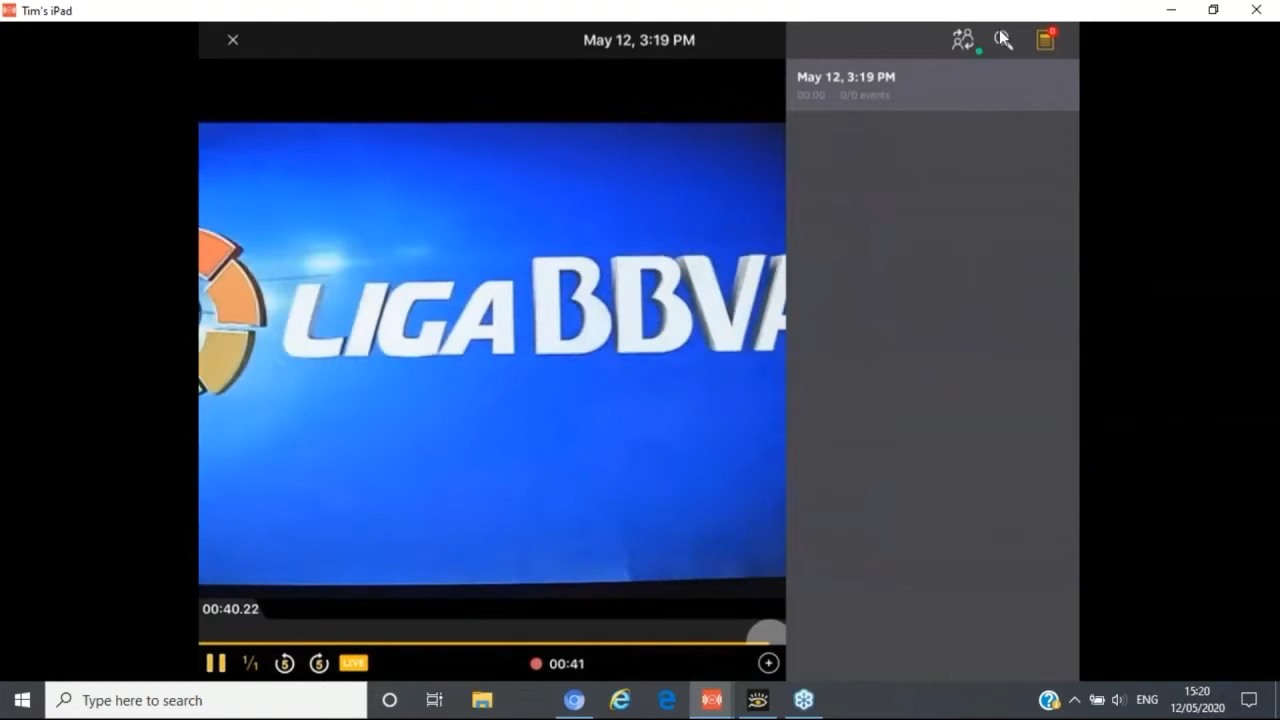 Tim's iPad
May 12, 3:19 PM
0
May 12, 3:19 PM
00:00 0/0 events
LIGA BBVA
00:40.22
1/1
5
5
LIVE
00:41
Type here to search
ENG
15:20
12/05/2020